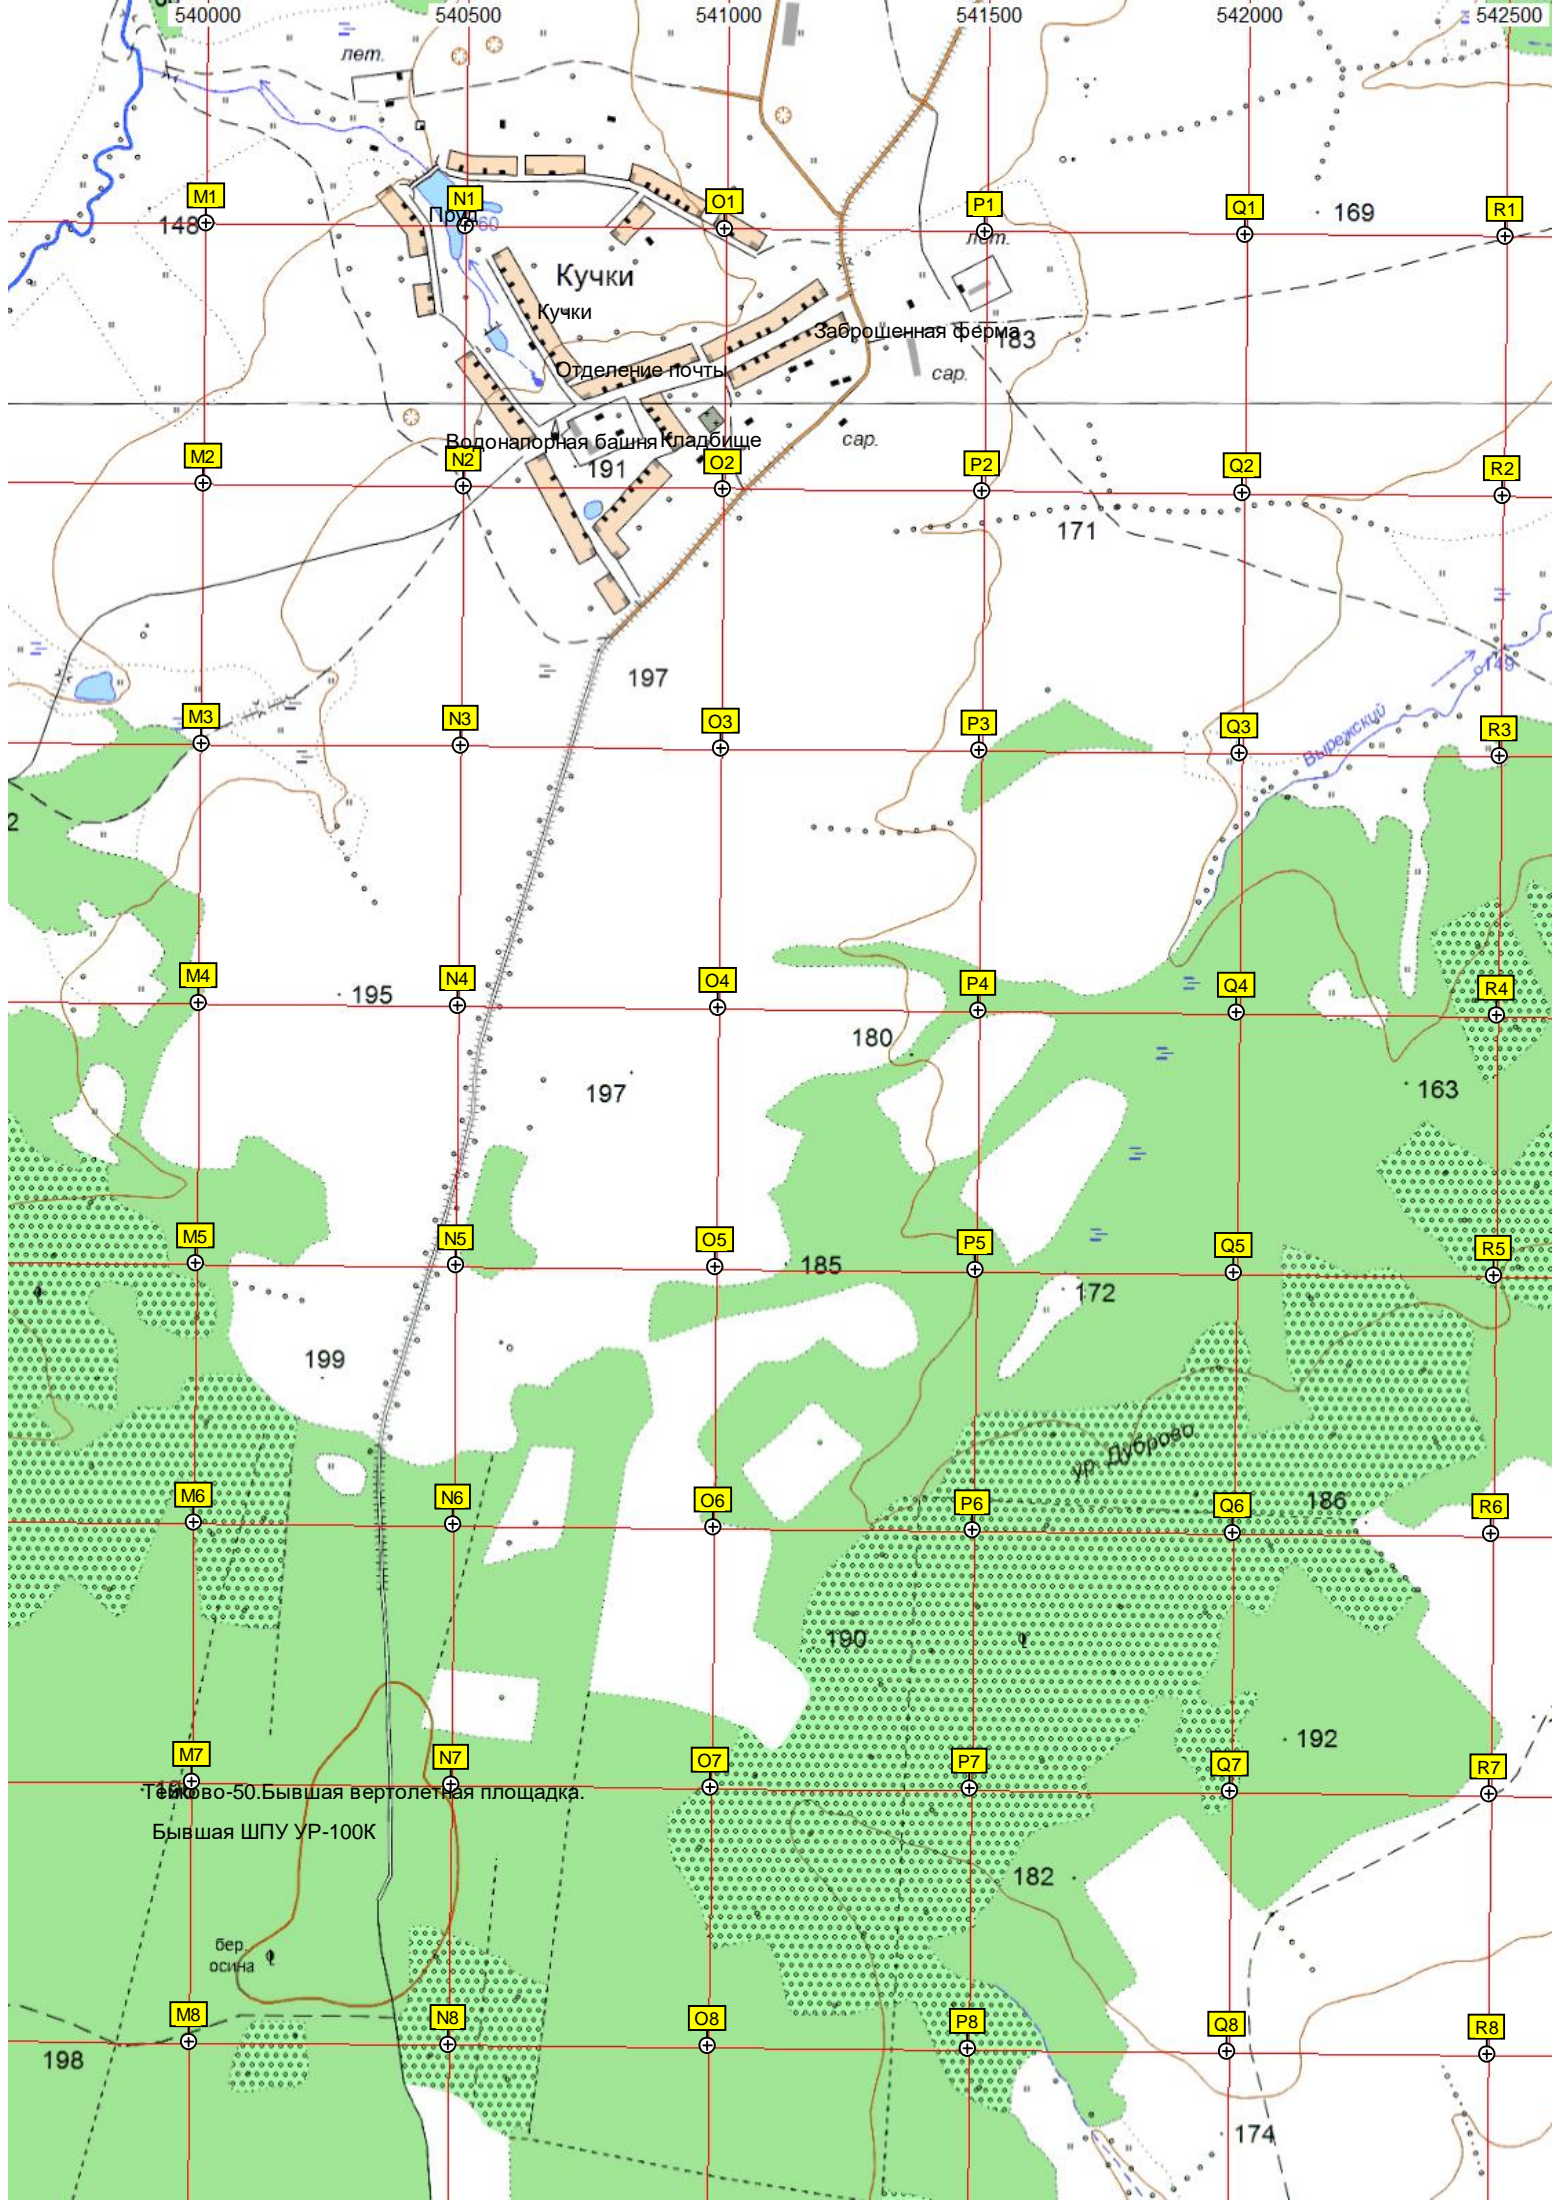 540000 540500 541000 541500 542000 542500
лет.
M1 N1 O1 P1 Q1 R1
148
Пруд
60
169
лет.
Кучки
Кучки
Заброшенная ферма
183
Отделение почты
сар.
Водонапорная башня
Кладбище
сар.
M2 N2 O2 P2 Q2 R2
191
171
197
149
Вырежский
M3 N3 O3 P3 Q3 R3
2
M4 N4 O4 P4 Q4 R4
195
180
197
163
M5 N5 O5 P5 Q5 R5
185
172
199
ур. Дуброво
M6 N6 O6 P6 Q6 R6
186
190
192
M7 N7 O7 P7 Q7 R7
Тейково-50.Бывшая вертолетная площадка.
Бывшая ШПУ УР-100К
182
бер.
осина
M8 N8 O8 P8 Q8 R8
198
174